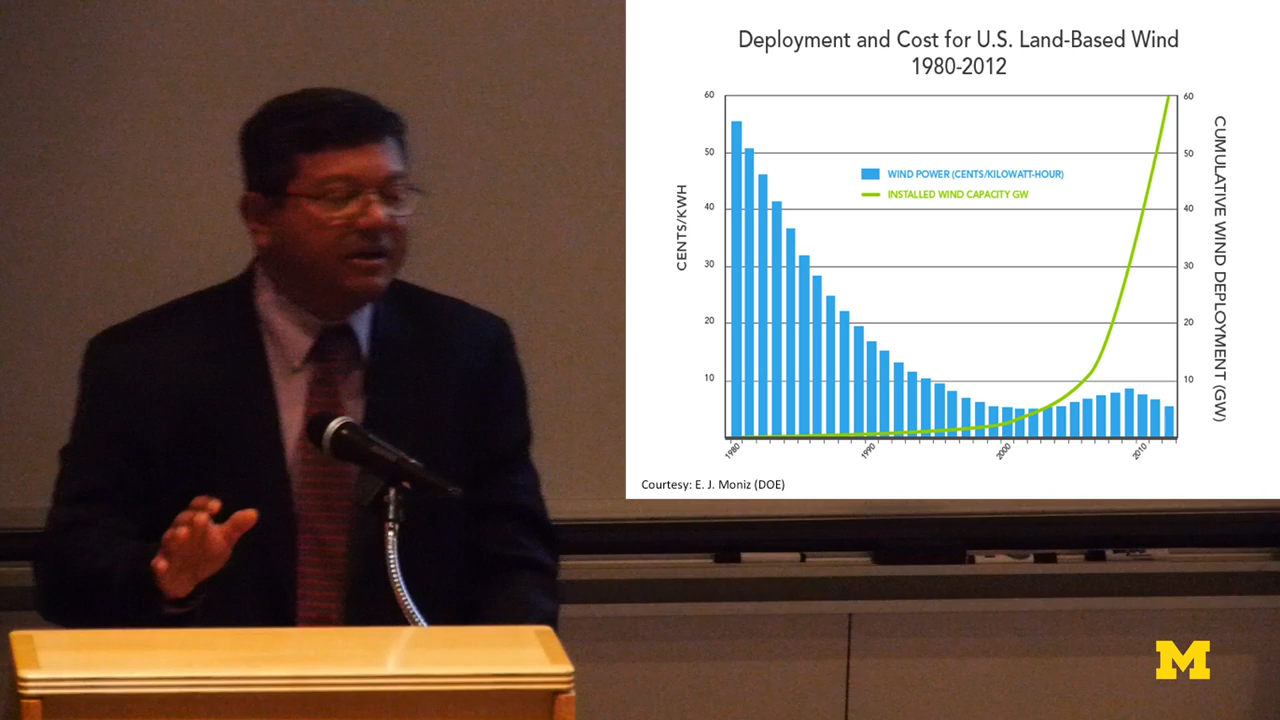 Deployment and Cost for U.S. Land-Based Wind
1980-2012
60
50
40
30
20
10
CENTS/KWH
WIND POWER (CENTS/KILOWATT-HOUR)
INSTALLED WIND CAPACITY GW
60
50
40
30
20
10
CUMULATIVE WIND DEPLOYMENT (GW)
1980
1990
2000
2010
Courtesy: E. J. Moniz (DOE)
M